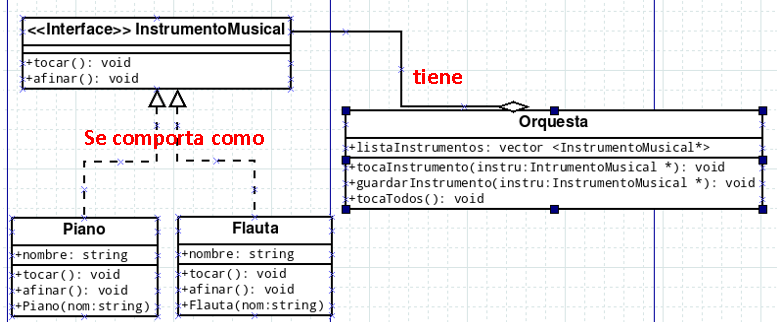 <<Interface>> InstrumentoMusical
+tocar(): void
+afinar(): void
tiene
Se comporta como
Orquesta
+listaInstrumentos: vector <InstrumentoMusical*>
+tocaInstrumento(instru:IntrumentoMusical *): void
+guardarInstrumento(instru:InstrumentoMusical *): void
+tocaTodos(): void
Piano
+nombre: string
+tocar(): void
+afinar(): void
+Piano(nom:string)
Flauta
+nombre: string
+tocar(): void
+afinar(): void
+Flauta(nom:string)